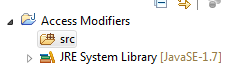 Access Modifiers
src
JRE System Library [JavaSE-1.7]